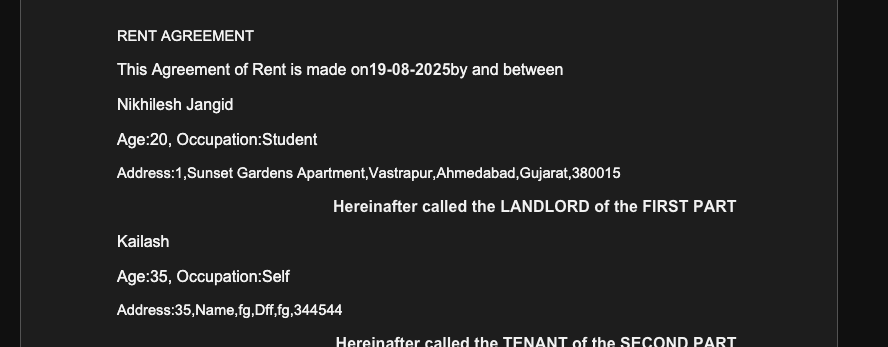 RENT AGREEMENT
This Agreement of Rent is made on19-08-2025by and between
Nikhilesh Jangid
Age:20, Occupation:Student
Address:1,Sunset Gardens Apartment,Vastrapur,Ahmedabad,Gujarat,380015
Hereinafter called the LANDLORD of the FIRST PART
Kailash
Age:35, Occupation:Self
Address:35,Name,fg,Dff,fg,344544
Hereinafter called the TENANT of the SECOND PART